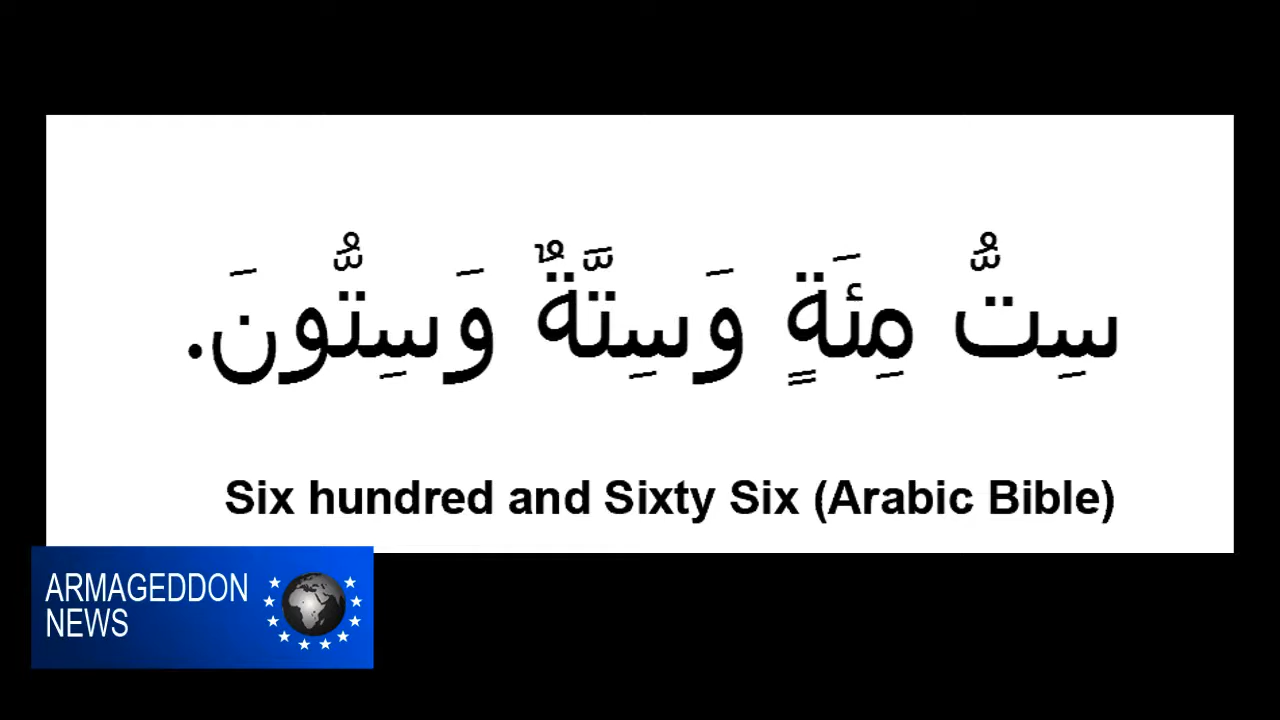 سِتُّ مِئَةٍ وَسِتَّةٌ وَسِتُّونَ.
Six hundred and Sixty Six (Arabic Bible)
ARMAGEDDON
NEWS